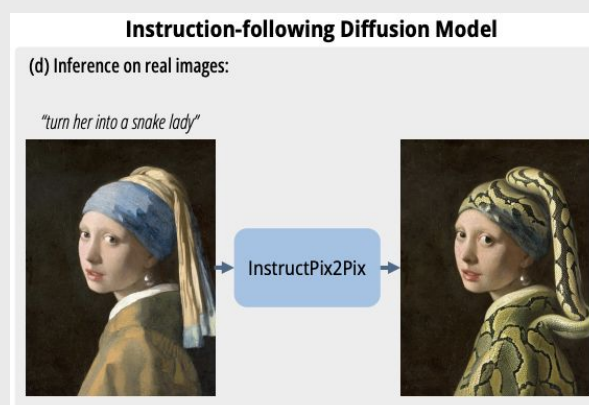 Instruction-following Diffusion Model
(d) Inference on real images:
"turn her into a snake lady"
InstructPix2Pix